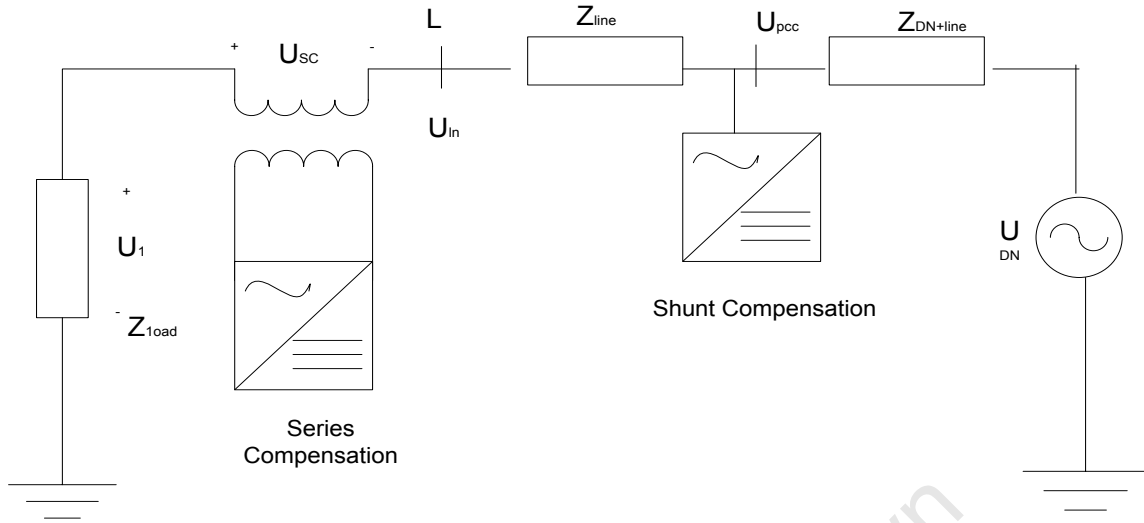 L
Zline
Upcc
ZDN+line
+
USC
-
Uln
+
U1
-
Z1oad
U
DN
Shunt Compensation
Series
Compensation